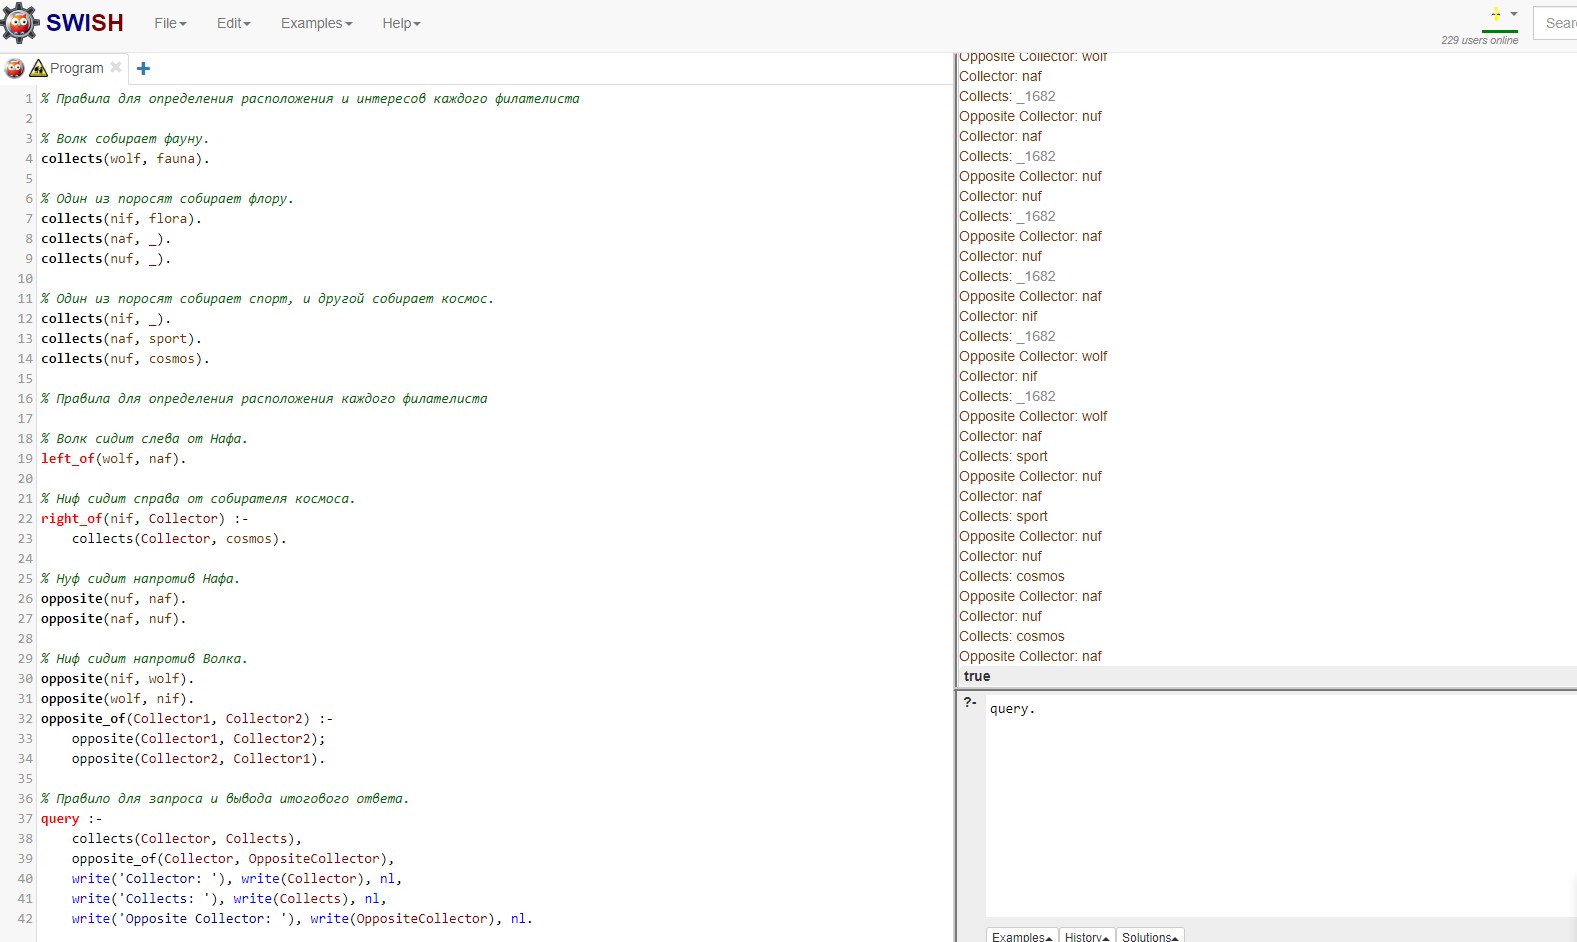 SWISH File Edit Examples Help
229 users online
Sear
Program
1 % Правила для определения расположения и интересов каждого филателиста
2
3 % Волк собирает фауну.
4 collects(wolf, fauna).
5
6 % Один из поросят собирает флору.
7 collects(nif, flora).
8 collects(naf, _).
9 collects(nuf, _).
10
11 % Один из поросят собирает спорт, и другой собирает космос.
12 collects(nif, _).
13 collects(naf, sport).
14 collects(nuf, cosmos).
15
16 % Правила для определения расположения каждого филателиста
17
18 % Волк сидит слева от Нафа.
19 left_of(wolf, naf).
20
21 % Ниф сидит справа от собирателя космоса.
22 right_of(nif, Collector) :-
23 collects(Collector, cosmos).
24
25 % Нуф сидит напротив Нафа.
26 opposite(nuf, naf).
27 opposite(naf, nuf).
28
29 % Ниф сидит напротив Волка.
30 opposite(nif, wolf).
31 opposite(wolf, nif).
32 opposite_of(Collector1, Collector2) :-
33 opposite(Collector1, Collector2);
34 opposite(Collector2, Collector1).
35
36 % Правило для запроса и вывода итогового ответа.
37 query :-
38 collects(Collector, Collects),
39 opposite_of(Collector, OppositeCollector),
40 write('Collector: '), write(Collector), nl,
41 write('Collects: '), write(Collects), nl,
42 write('Opposite Collector: '), write(OppositeCollector), nl.
Opposite Collector: wolf
Collector: naf
Collects: _1682
Opposite Collector: nuf
Collector: naf
Collects: _1682
Opposite Collector: nuf
Collector: nuf
Collects: _1682
Opposite Collector: naf
Collector: nuf
Collects: _1682
Opposite Collector: naf
Collector: nif
Collects: _1682
Opposite Collector: wolf
Collector: nif
Collects: _1682
Opposite Collector: wolf
Collector: naf
Collects: sport
Opposite Collector: nuf
Collector: naf
Collects: sport
Opposite Collector: nuf
Collector: nuf
Collects: cosmos
Opposite Collector: naf
Collector: nuf
Collects: cosmos
Opposite Collector: naf
true
?- query.
Examples History Solutions